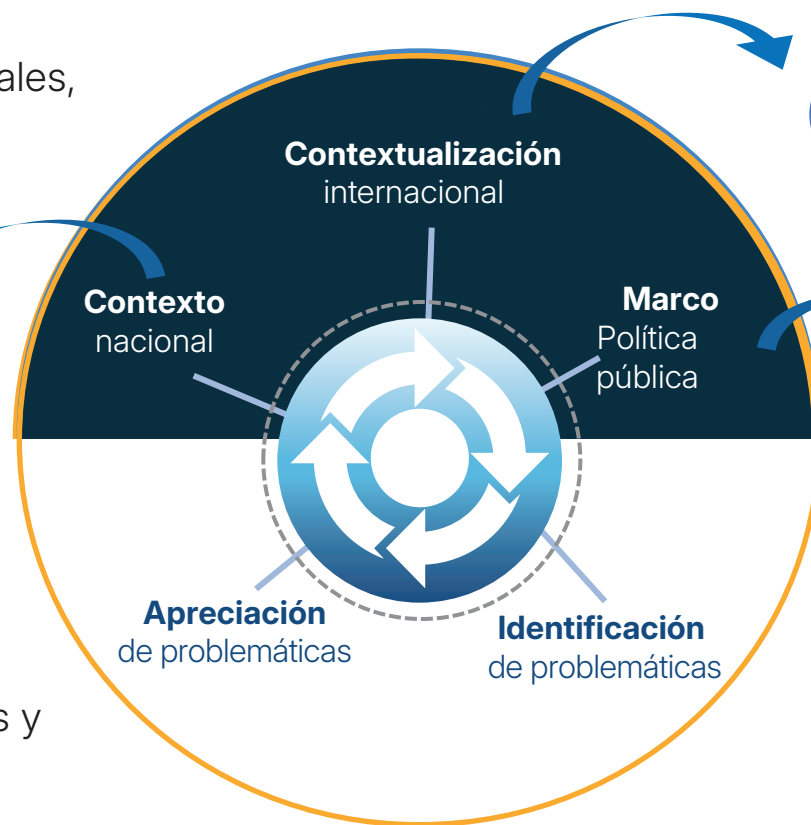 ales,
Contextualización
internacional
Contexto
nacional
Marco
Política
pública
Apreciación
de problemáticas
Identificación
de problemáticas
s y